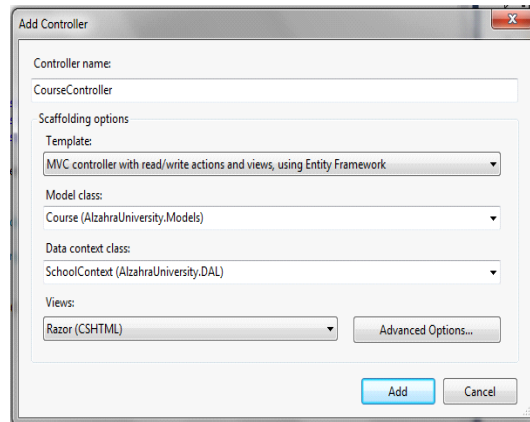 Add Controller
Controller name:
CourseController
Scaffolding options
Template:
MVC controller with read/write actions and views, using Entity Framework
Model class:
Course (AlzahraUniversity.Models)
Data context class:
SchoolContext (AlzahraUniversity.DAL)
Views:
Razor (CSHTML)
Advanced Options...
Add
Cancel